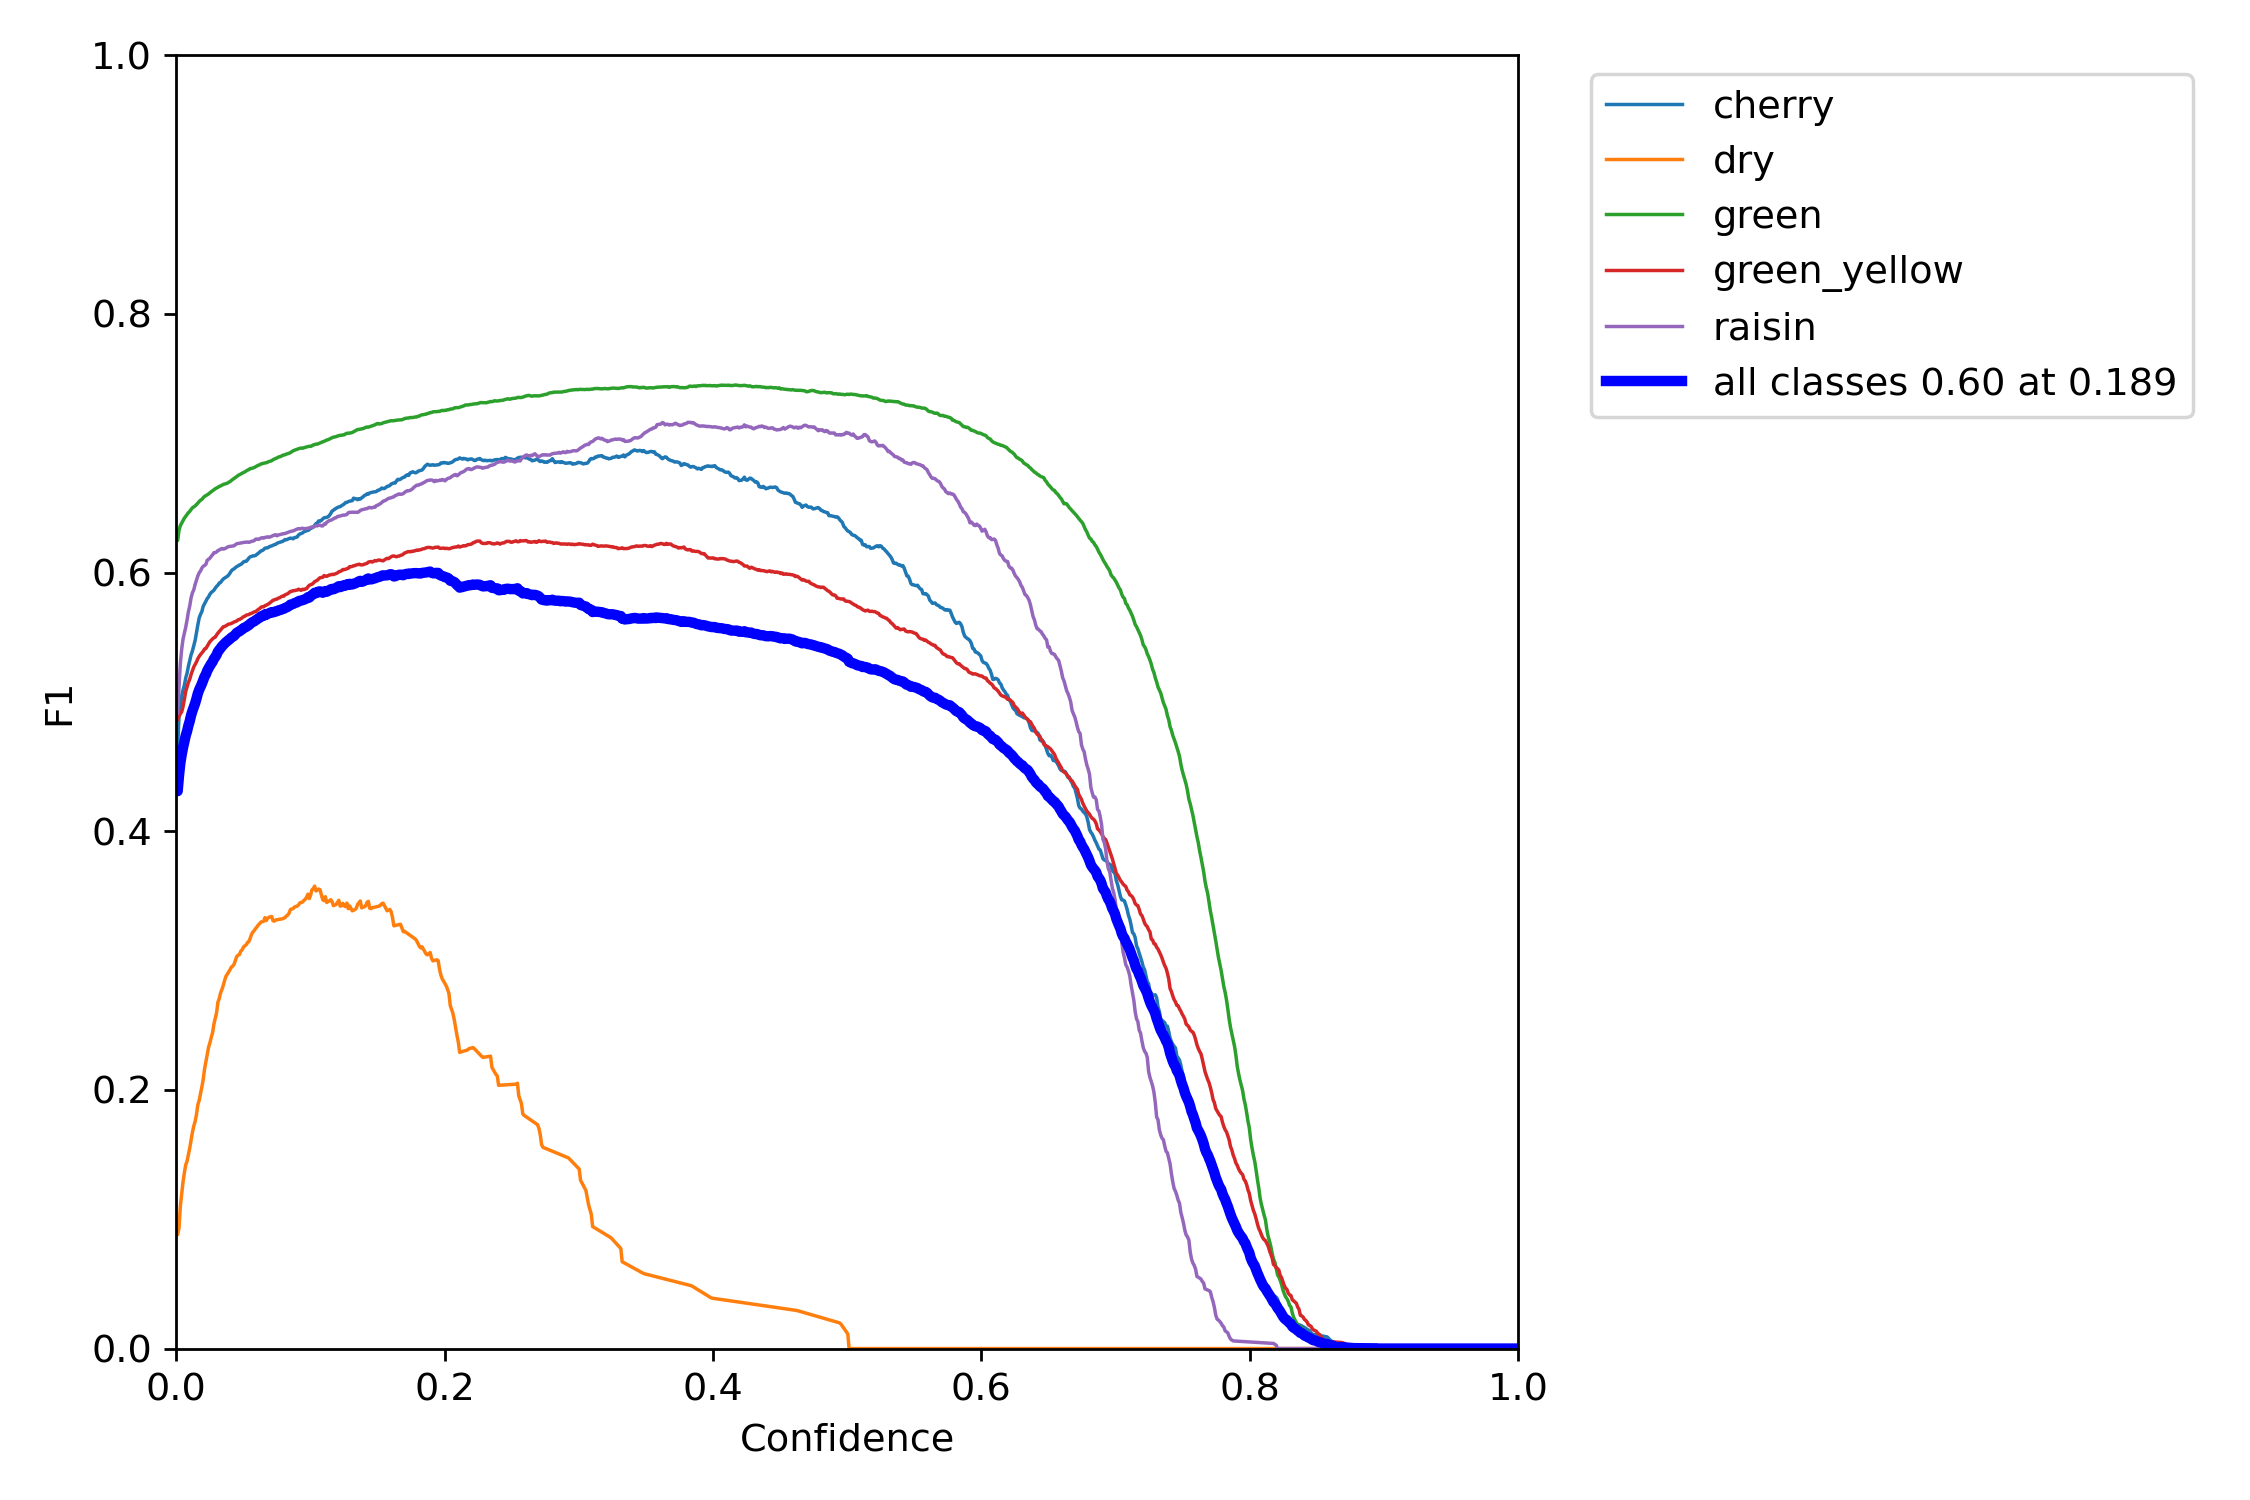 1.0
0.8
0.6
0.4
0.2
0.0
F1
0.0 0.2 0.4 0.6 0.8 1.0
Confidence
cherry
dry
green
green_yellow
raisin
all classes 0.60 at 0.189